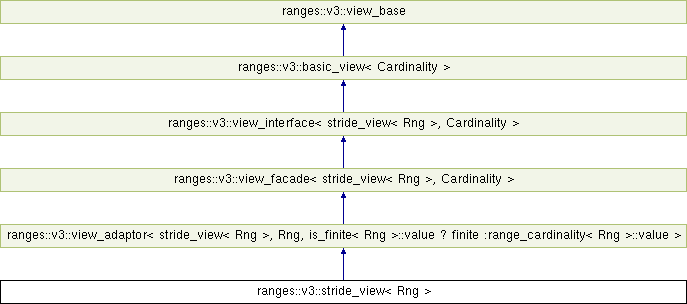 ranges::v3::view_base
ranges::v3::basic_view< Cardinality >
ranges::v3::view_interface< stride_view< Rng >, Cardinality >
ranges::v3::view_facade< stride_view< Rng >, Cardinality >
ranges::v3::view_adaptor< stride_view< Rng >, Rng, is_finite< Rng >::value ? finite :range_cardinality< Rng >::value >
ranges::v3::stride_view< Rng >